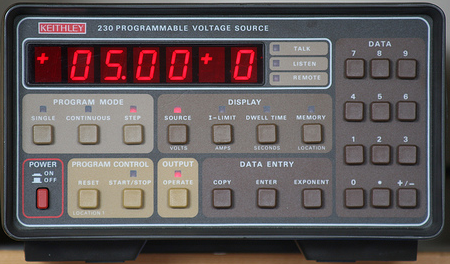 KEITHLEY 230 PROGRAMMABLE VOLTAGE SOURCE
+ 05.00 + 0
TALK
LISTEN
REMOTE
DATA
7 8 9
4 5 6
1 2 3
0 • +/−
PROGRAM MODE
SINGLE CONTINUOUS STEP
DISPLAY
SOURCE I-LIMIT DWELL TIME MEMORY
VOLTS AMPS SECONDS LOCATION
POWER
ON
OFF
PROGRAM CONTROL
RESET START/STOP
LOCATION 1
OUTPUT
OPERATE
DATA ENTRY
COPY ENTER EXPONENT